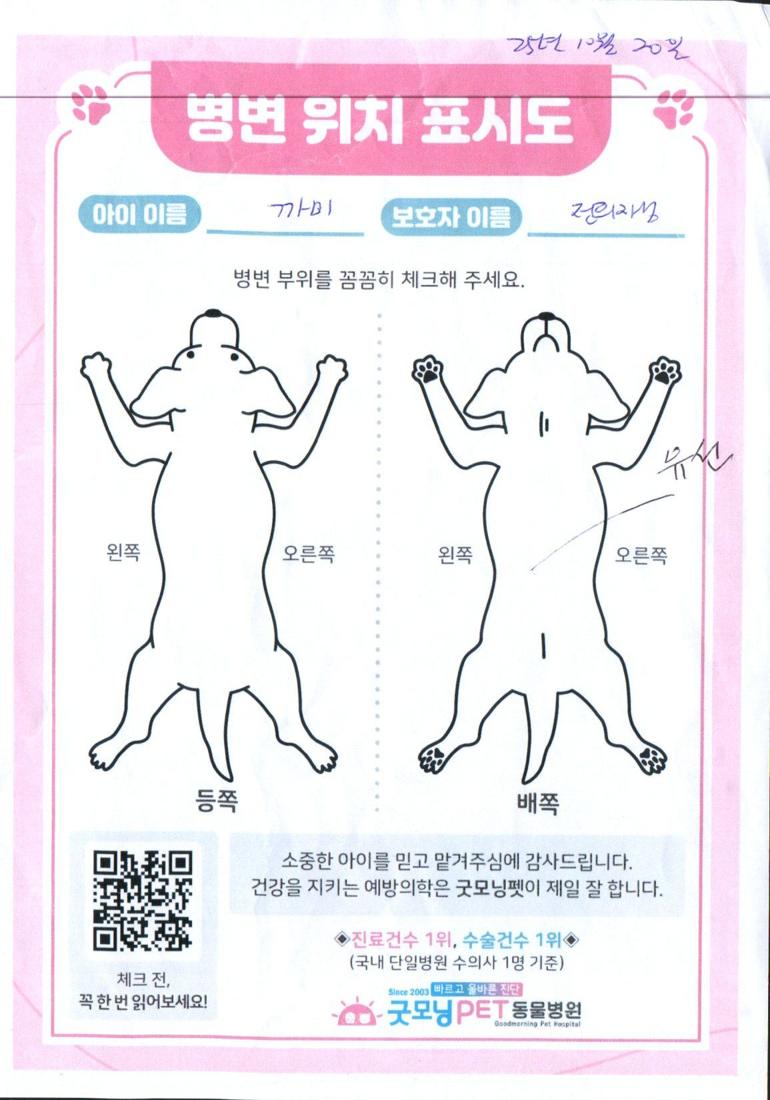 25년 10월 20일
병변 위치 표시도
아이 이름 까미 보호자 이름
병변 부위를 꼼꼼히 체크해 주세요.
유선
왼쪽 오른쪽 왼쪽 오른쪽
등쪽 배쪽
소중한 아이를 믿고 맡겨주심에 감사드립니다.
건강을 지키는 예방의학은 굿모닝펫이 제일 잘 합니다.
◈진료건수 1위, 수술건수 1위◈
(국내 단일병원 수의사 1명 기준)
체크 전,
꼭 한 번 읽어보세요!
Since 2003 바르고 올바른 진단
굿모닝PET동물병원
Goodmorning Pet Hospital